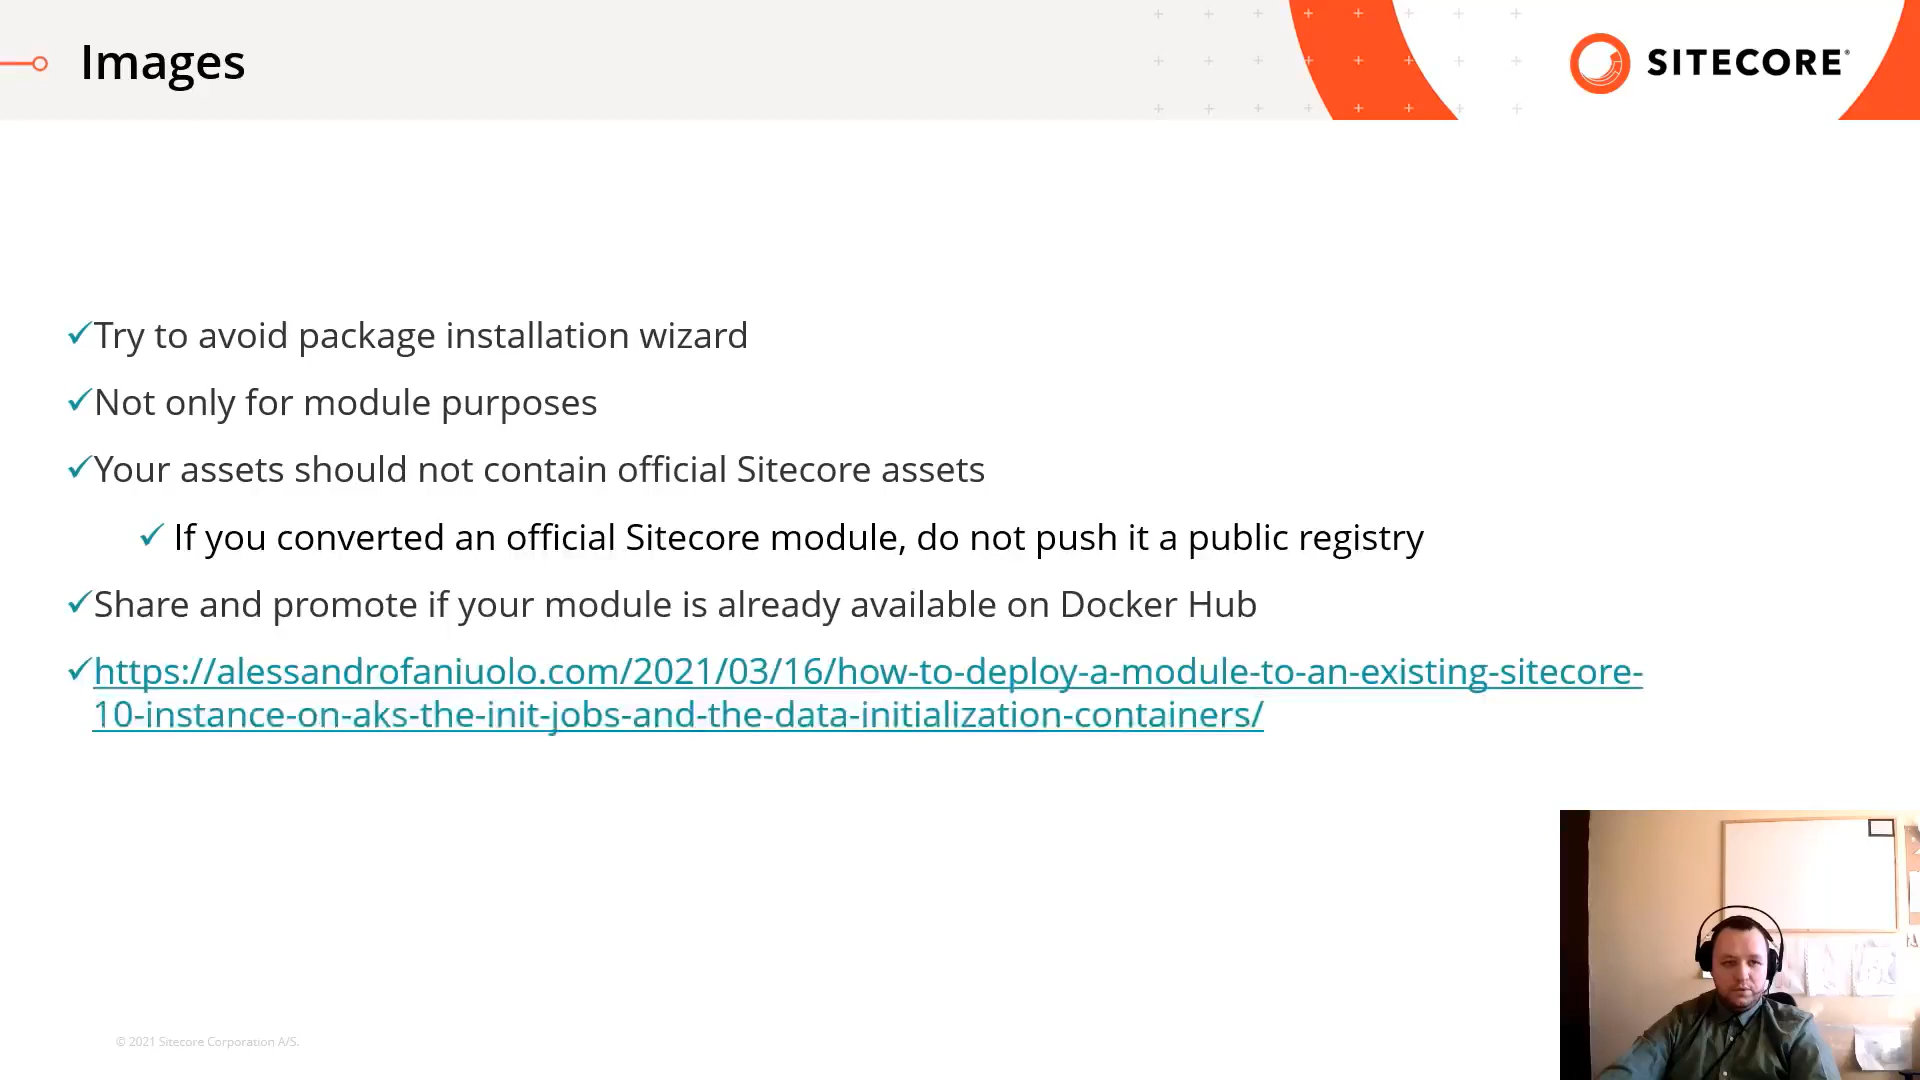 Images
SITECORE
Try to avoid package installation wizard
Not only for module purposes
Your assets should not contain official Sitecore assets
If you converted an official Sitecore module, do not push it a public registry
Share and promote if your module is already available on Docker Hub
https://alessandrofaniuolo.com/2021/03/16/how-to-deploy-a-module-to-an-existing-sitecore-
10-instance-on-aks-the-init-jobs-and-the-data-initialization-containers/
© 2021 Sitecore Corporation A/S.